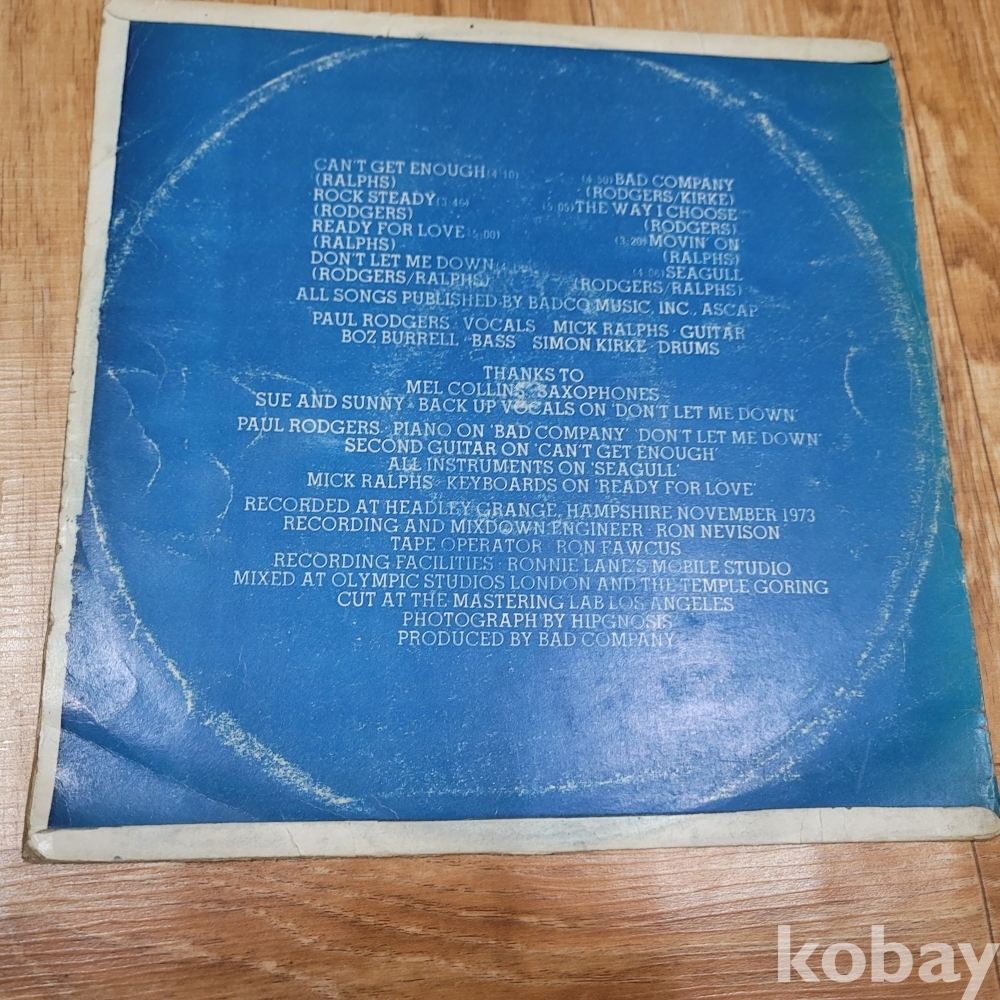 CAN'T GET ENOUGH (4:10)
(RALPHS)
ROCK STEADY (3:46)
(RODGERS)
READY FOR LOVE (5:00)
(RALPHS)
DON'T LET ME DOWN
(RODGERS/RALPHS)
(4:50) BAD COMPANY
(RODGERS/KIRKE)
(5:05) THE WAY I CHOOSE
(RODGERS)
(3:20) MOVIN' ON
(RALPHS)
(4:06) SEAGULL
(RODGERS/RALPHS)
ALL SONGS PUBLISHED BY BADCO MUSIC, INC., ASCAP
PAUL RODGERS · VOCALS MICK RALPHS · GUITAR
BOZ BURRELL · BASS SIMON KIRKE · DRUMS
THANKS TO
MEL COLLINS · SAXOPHONES
SUE AND SUNNY · BACK UP VOCALS ON 'DON'T LET ME DOWN'
PAUL RODGERS · PIANO ON 'BAD COMPANY' 'DON'T LET ME DOWN'
SECOND GUITAR ON 'CAN'T GET ENOUGH'
ALL INSTRUMENTS ON 'SEAGULL'
MICK RALPHS · KEYBOARDS ON 'READY FOR LOVE'
RECORDED AT HEADLEY GRANGE, HAMPSHIRE NOVEMBER 1973
RECORDING AND MIXDOWN ENGINEER · RON NEVISON
TAPE OPERATOR · RON FAWCUS
RECORDING FACILITIES · RONNIE LANE'S MOBILE STUDIO
MIXED AT OLYMPIC STUDIOS LONDON AND THE TEMPLE GORING
CUT AT THE MASTERING LAB LOS ANGELES
PHOTOGRAPH BY HIPGNOSIS
PRODUCED BY BAD COMPANY
kobay